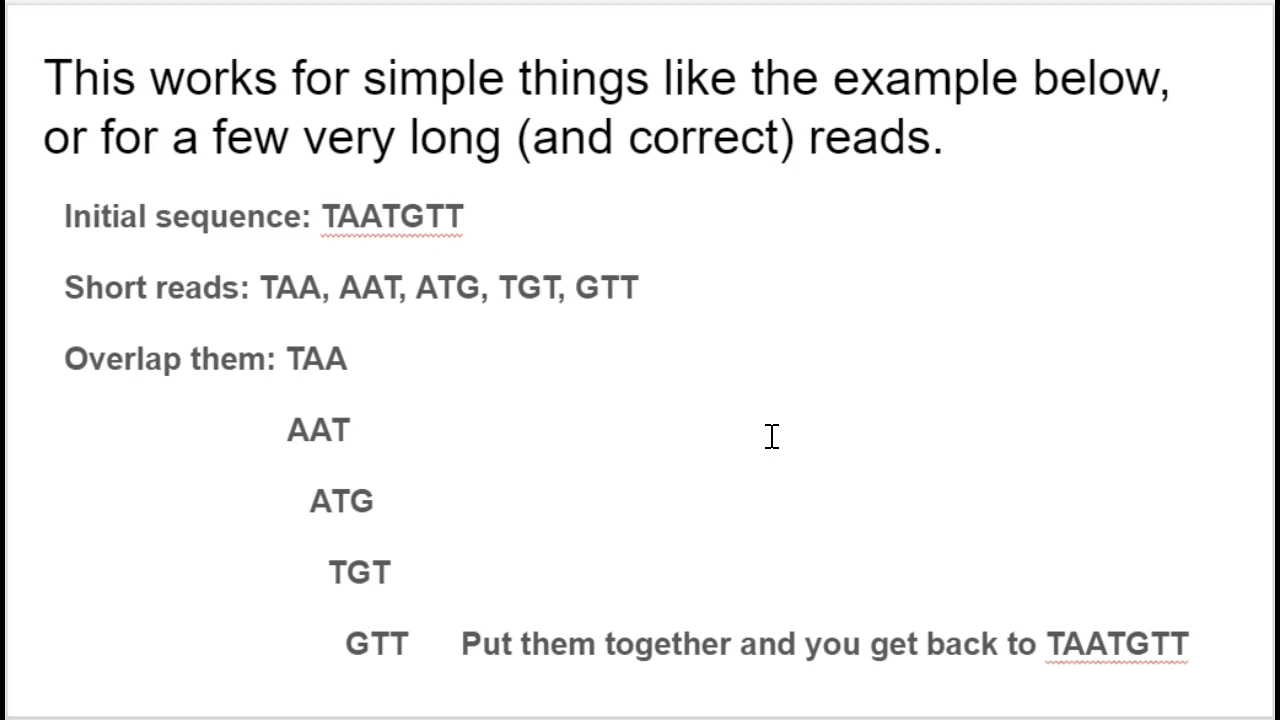 This works for simple things like the example below,
or for a few very long (and correct) reads.
Initial sequence: TAATGTT
Short reads: TAA, AAT, ATG, TGT, GTT
Overlap them: TAA
AAT
ATG
TGT
GTT Put them together and you get back to TAATGTT